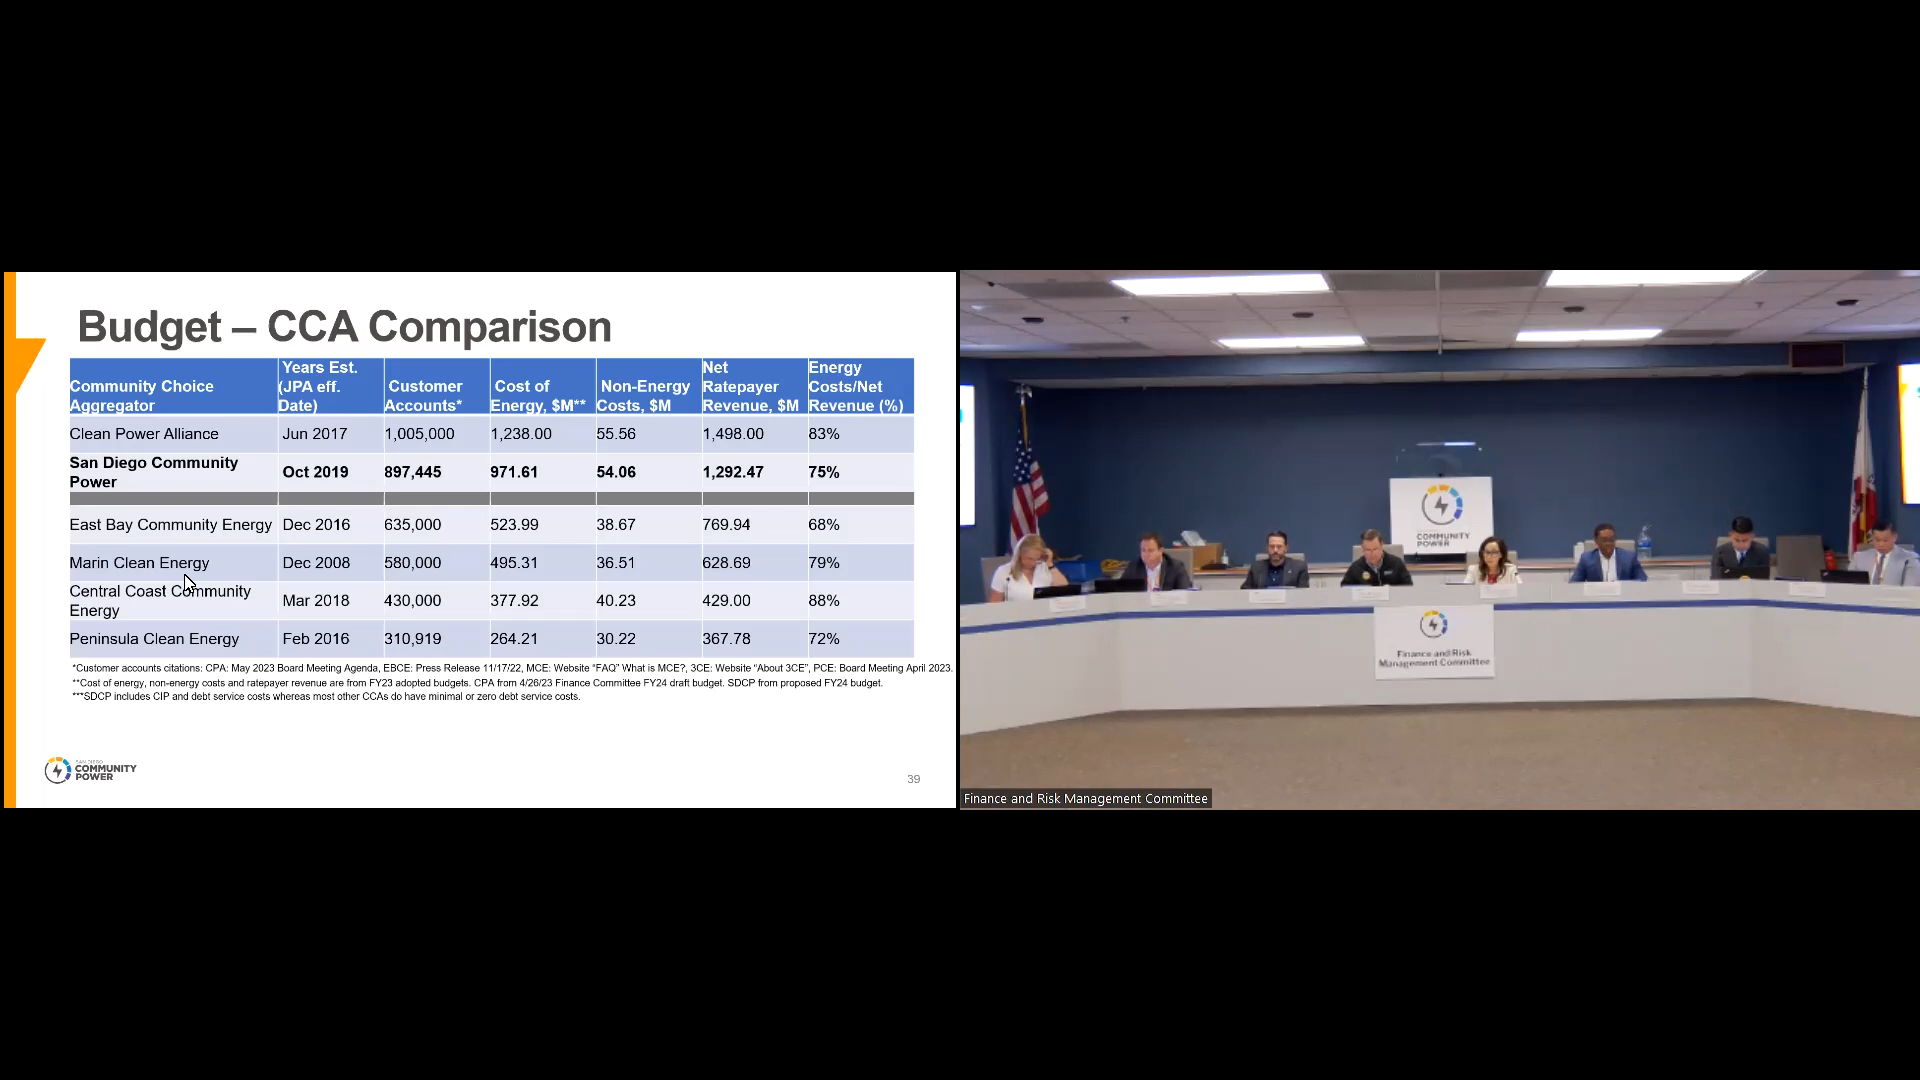 Budget – CCA Comparison
Community Choice Aggregator | Years Est. (JPA eff. Date) | Customer Accounts* | Cost of Energy, $M** | Non-Energy Costs, $M | Net Ratepayer Revenue, $M | Energy Costs/Net Revenue (%)
Clean Power Alliance | Jun 2017 | 1,005,000 | 1,238.00 | 55.56 | 1,498.00 | 83%
San Diego Community Power | Oct 2019 | 897,445 | 971.61 | 54.06 | 1,292.47 | 75%
East Bay Community Energy | Dec 2016 | 635,000 | 523.99 | 38.67 | 769.94 | 68%
Marin Clean Energy | Dec 2008 | 580,000 | 495.31 | 36.51 | 628.69 | 79%
Central Coast Community Energy | Mar 2018 | 430,000 | 377.92 | 40.23 | 429.00 | 88%
Peninsula Clean Energy | Feb 2016 | 310,919 | 264.21 | 30.22 | 367.78 | 72%
*Customer accounts citations: CPA: May 2023 Board Meeting Agenda, EBCE: Press Release 11/17/22, MCE: Website “FAQ” What is MCE?, 3CE: Website “About 3CE”, PCE: Board Meeting April 2023.
**Cost of energy, non-energy costs and ratepayer revenue are from FY23 adopted budgets. CPA from 4/26/23 Finance Committee FY24 draft budget. SDCP from proposed FY24 budget.
***SDCP includes CIP and debt service costs whereas most other CCAs do have minimal or zero debt service costs.
SAN DIEGO
COMMUNITY
POWER
39
COMMUNITY
POWER
Finance and Risk
Management Committee
Finance and Risk Management Committee